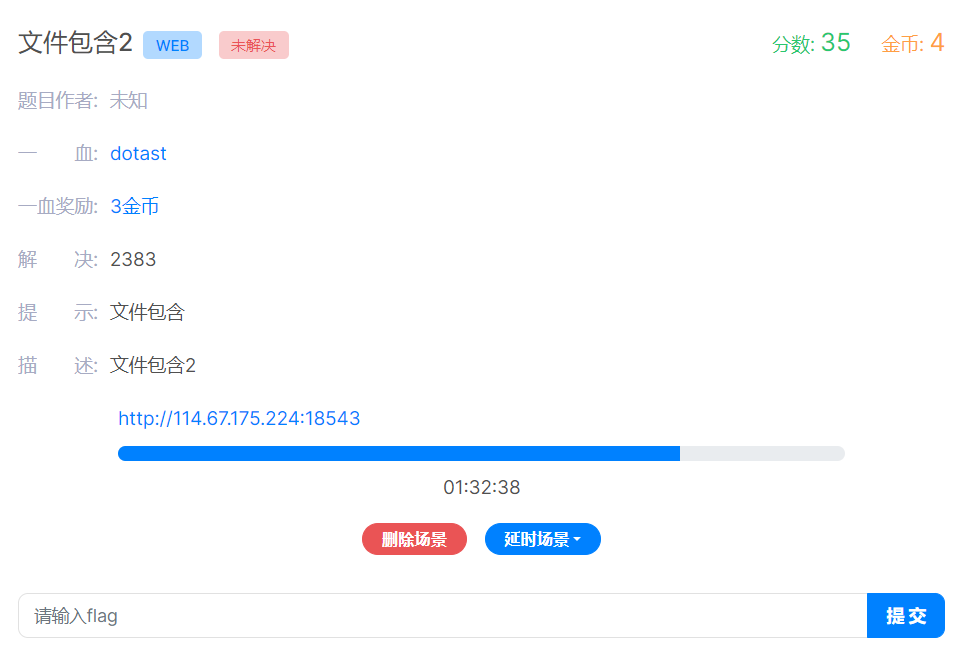 文件包含2 WEB 未解决 分数: 35 金币: 4
题目作者: 未知
一 血: dotast
一血奖励: 3金币
解 决: 2383
提 示: 文件包含
描 述: 文件包含2
http://114.67.175.224:18543
01:32:38
删除场景 延时场景
请输入flag 提交